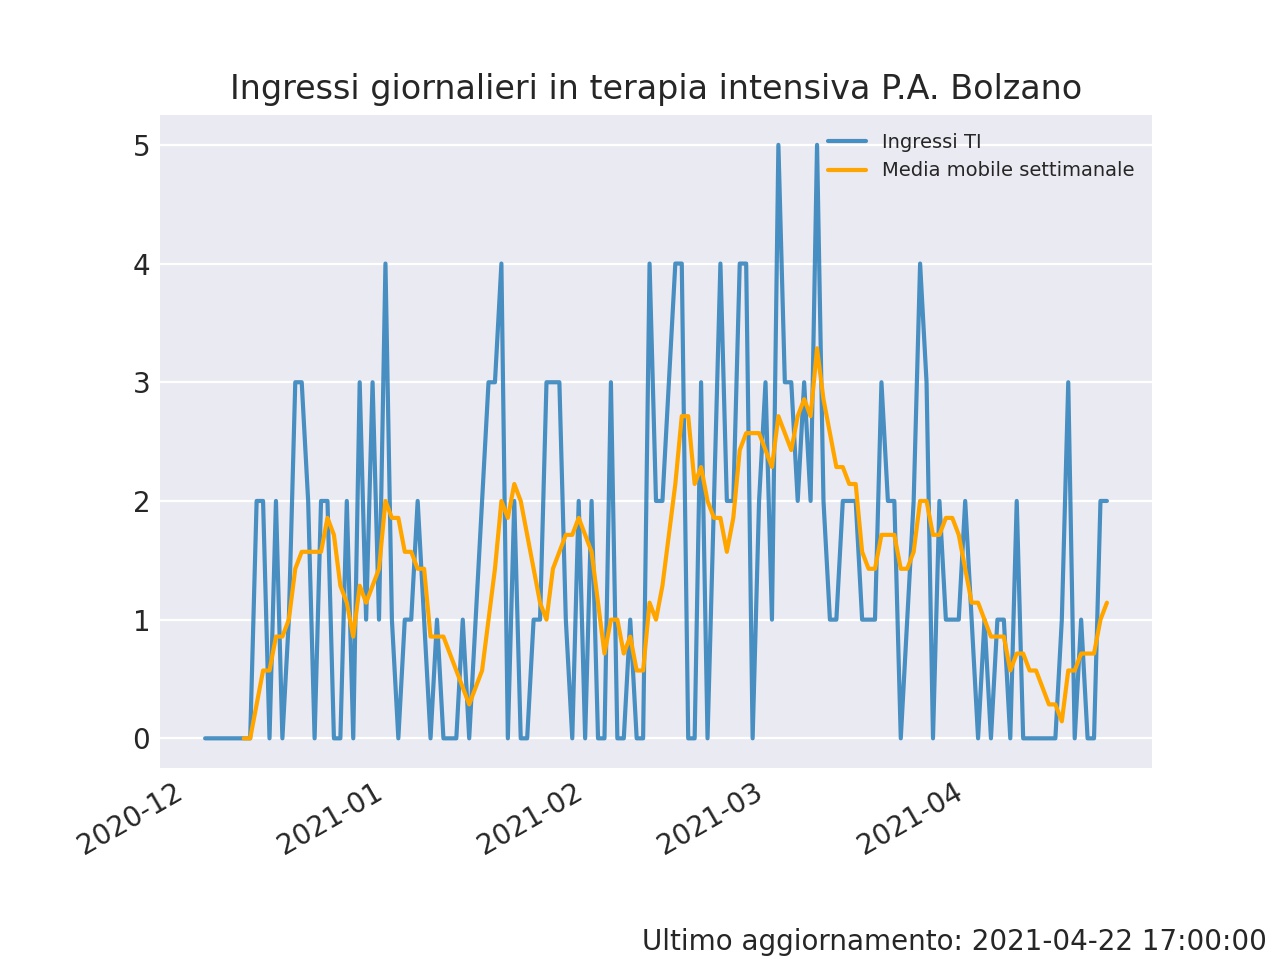 Ingressi giornalieri in terapia intensiva P.A. Bolzano
Ingressi TI
Media mobile settimanale
5
4
3
2
1
0
2020-12
2021-01
2021-02
2021-03
2021-04
Ultimo aggiornamento: 2021-04-22 17:00:00